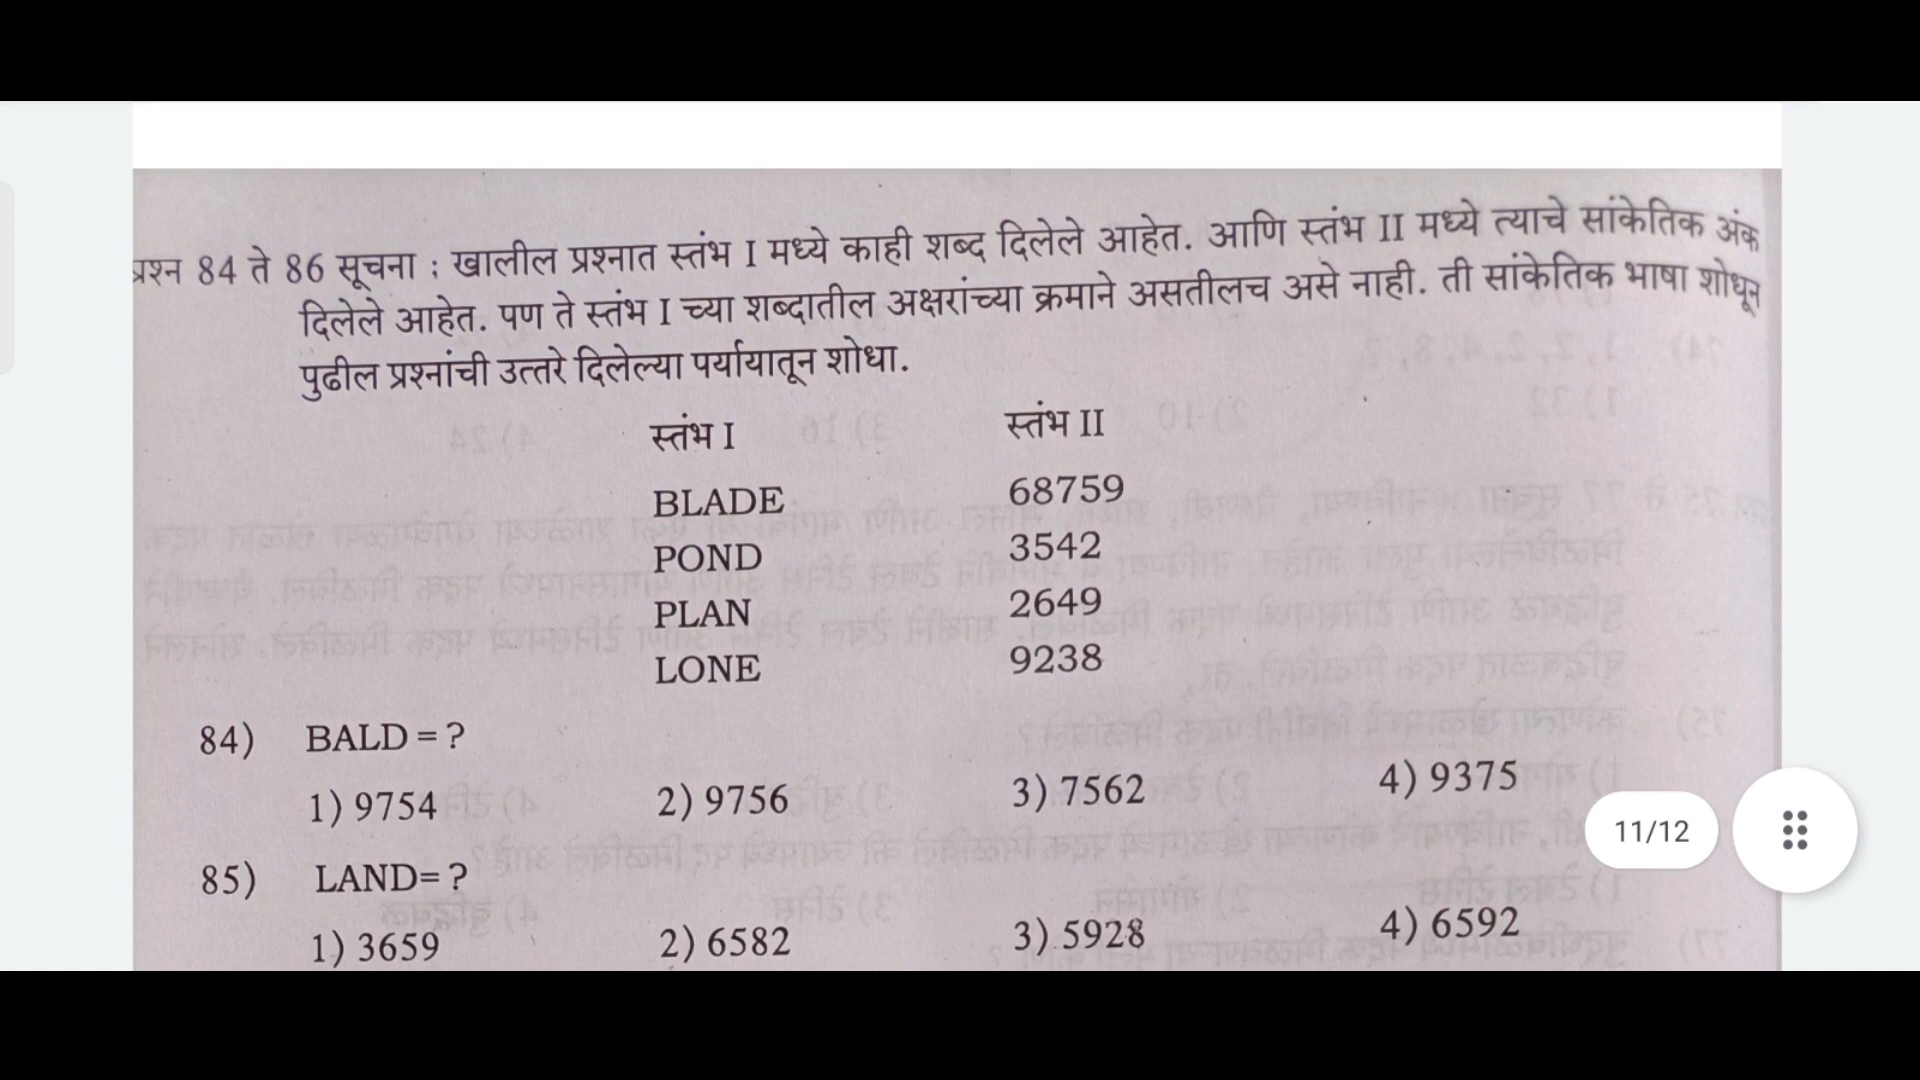 प्रश्न 84 ते 86 सूचना : खालील प्रश्नात स्तंभ I मध्ये काही शब्द दिलेले आहेत. आणि स्तंभ II मध्ये त्याचे सांकेतिक अंक
दिलेले आहेत. पण ते स्तंभ I च्या शब्दातील अक्षरांच्या क्रमाने असतीलच असे नाही. ती सांकेतिक भाषा शोधून
पुढील प्रश्नांची उत्तरे दिलेल्या पर्यायातून शोधा.
स्तंभ I स्तंभ II
BLADE 68759
POND 3542
PLAN 2649
LONE 9238
84) BALD = ?
1) 9754 2) 9756 3) 7562 4) 9375
11/12
85) LAND= ?
1) 3659 2) 6582 3) 5928 4) 6592